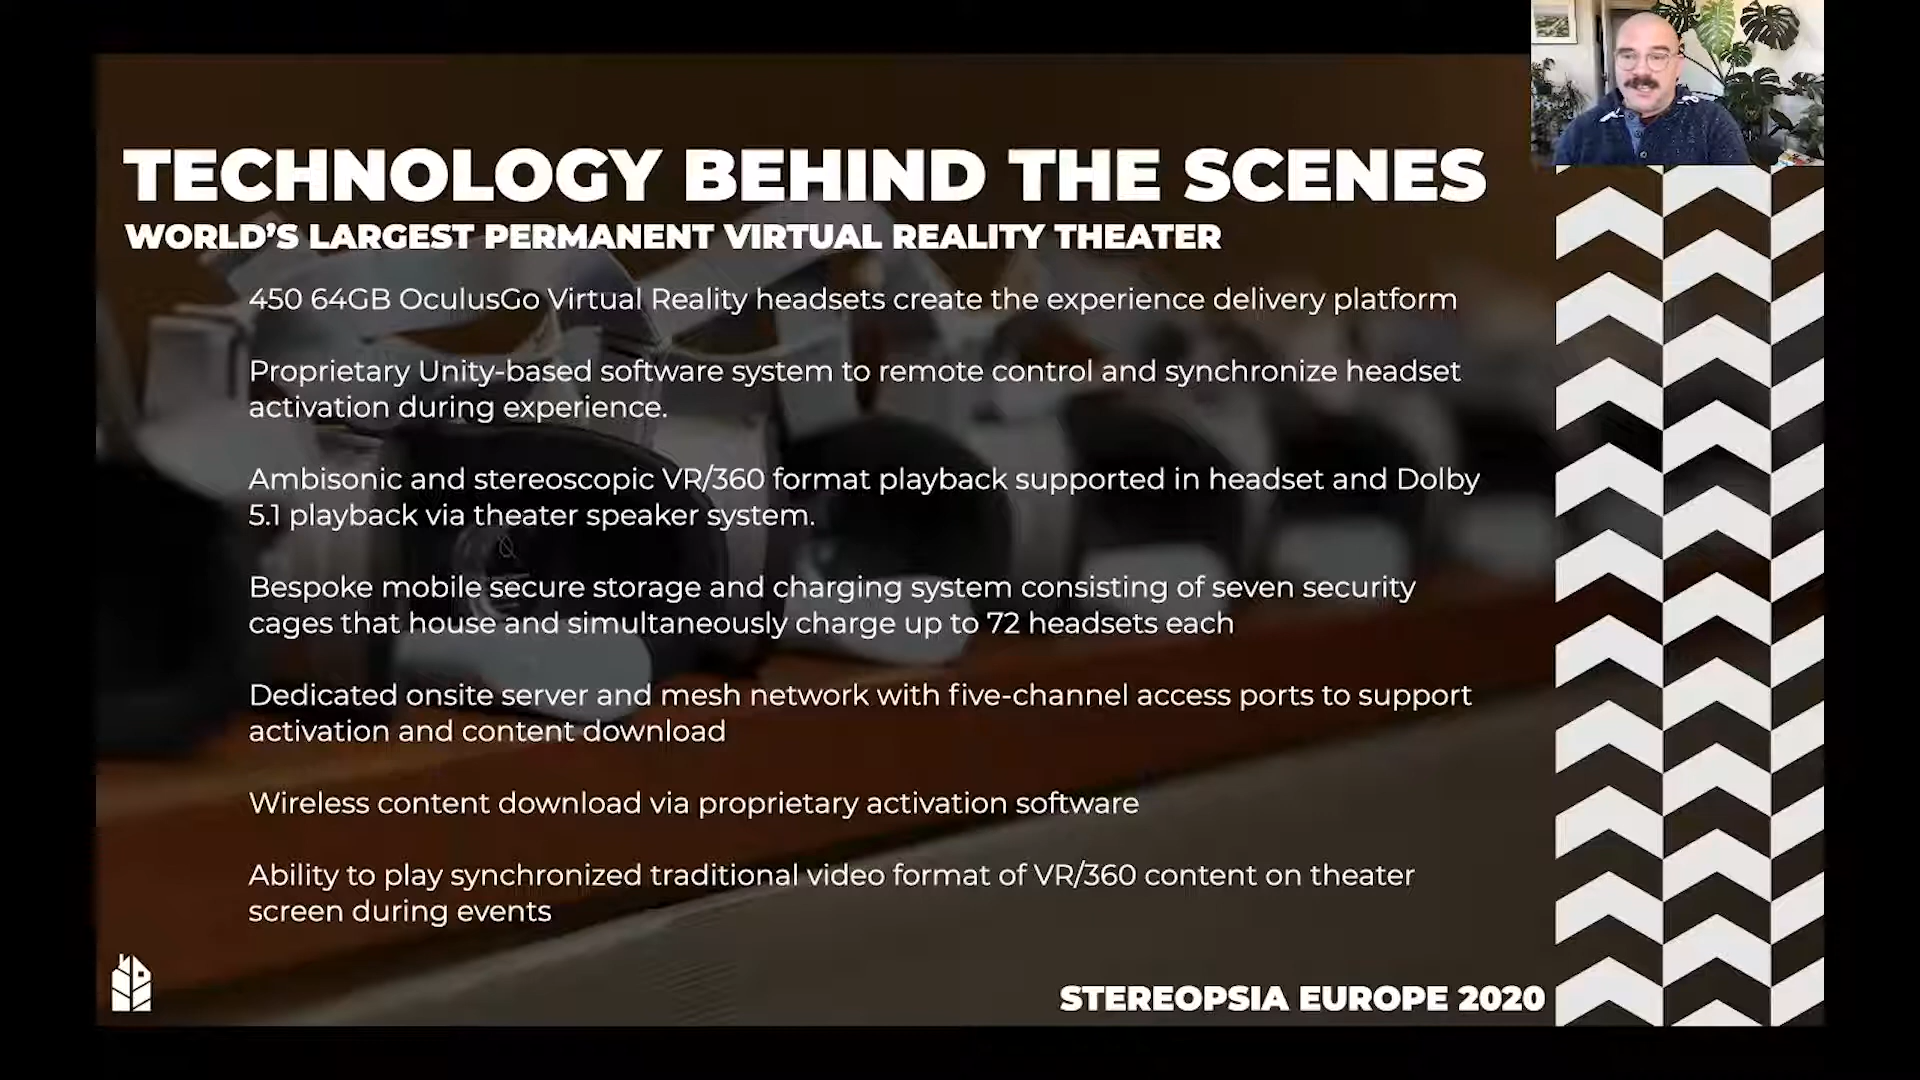 TECHNOLOGY BEHIND THE SCENES
WORLD'S LARGEST PERMANENT VIRTUAL REALITY THEATER
450 64GB OculusGo Virtual Reality headsets create the experience delivery platform
Proprietary Unity-based software system to remote control and synchronize headset
activation during experience.
Ambisonic and stereoscopic VR/360 format playback supported in headset and Dolby
5.1 playback via theater speaker system.
Bespoke mobile secure storage and charging system consisting of seven security
cages that house and simultaneously charge up to 72 headsets each
Dedicated onsite server and mesh network with five-channel access ports to support
activation and content download
Wireless content download via proprietary activation software
Ability to play synchronized traditional video format of VR/360 content on theater
screen during events
STEREOPSIA EUROPE 2020